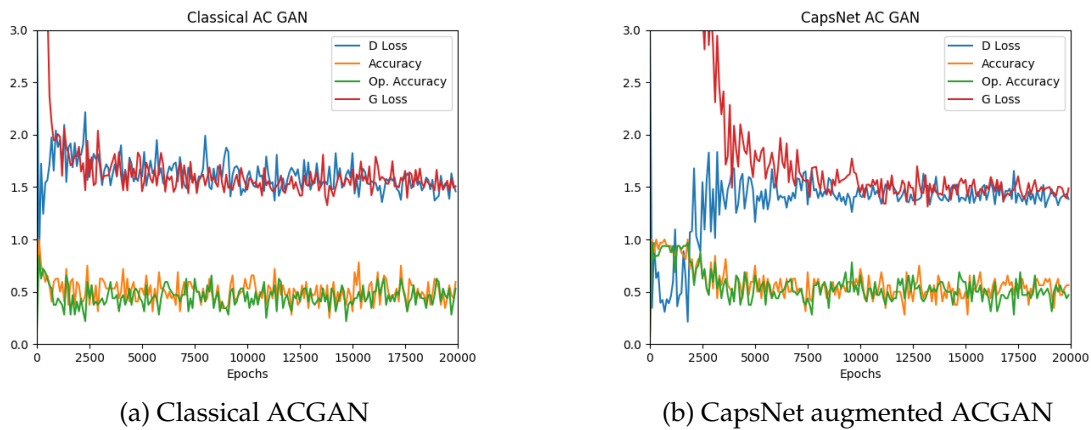 Classical AC GAN
3.0
2.5
2.0
1.5
1.0
0.5
0.0
0
2500
5000
7500
10000
12500
15000
17500
20000
Epochs
D Loss
Accuracy
Op. Accuracy
G Loss
(a) Classical ACGAN
CapsNet AC GAN
3.0
2.5
2.0
1.5
1.0
0.5
0.0
0
2500
5000
7500
10000
12500
15000
17500
20000
Epochs
D Loss
Accuracy
Op. Accuracy
G Loss
(b) CapsNet augmented ACGAN